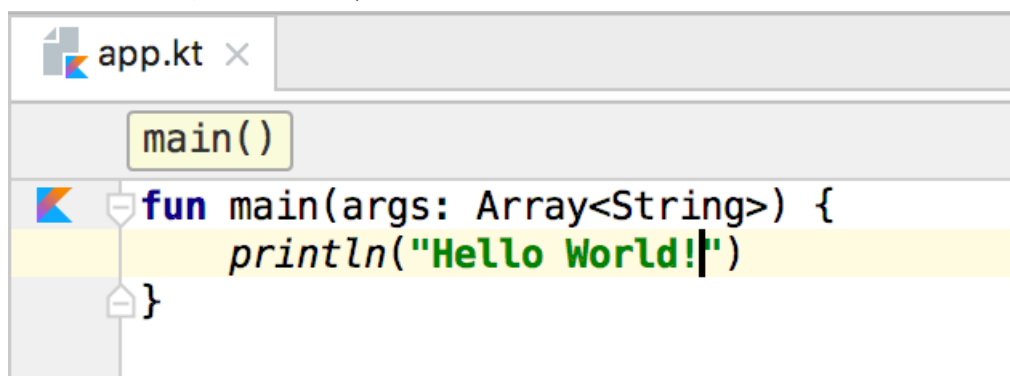 app.kt
main()
fun main(args: Array<String>) {
    println("Hello World!")
}